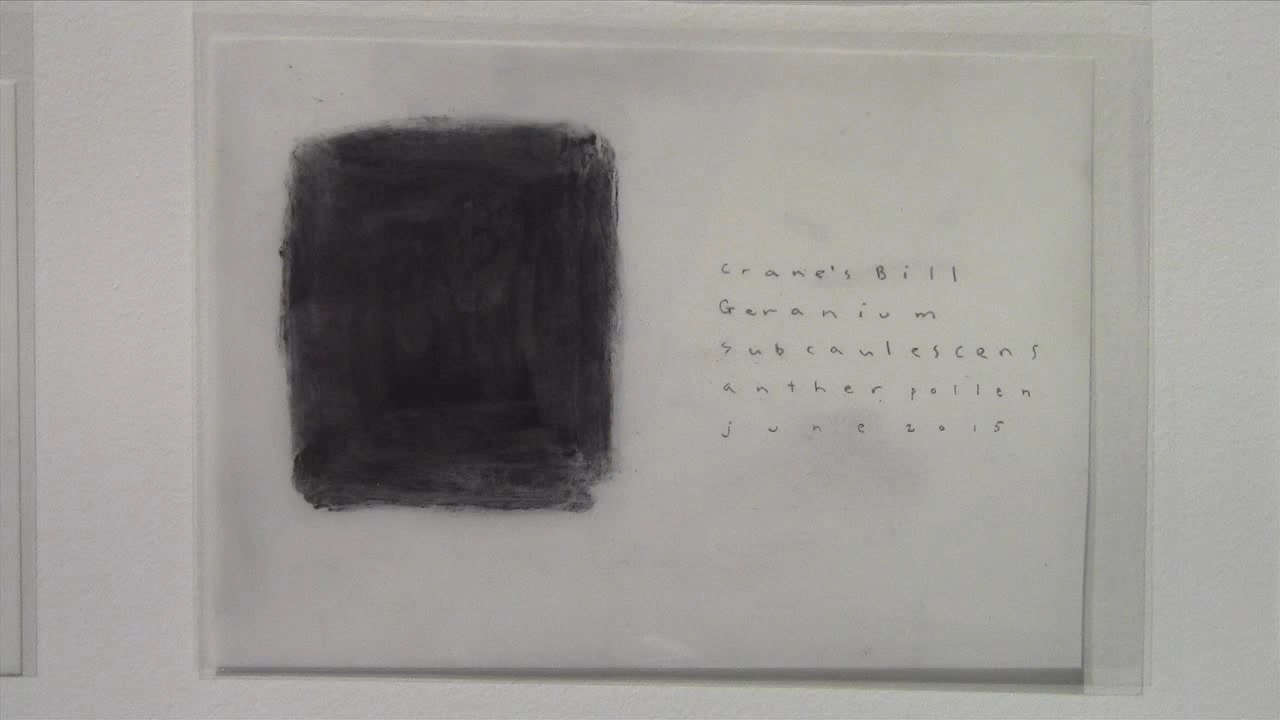 Crane's Bill
Geranium
subcaulescens
anther pollen
june 2015